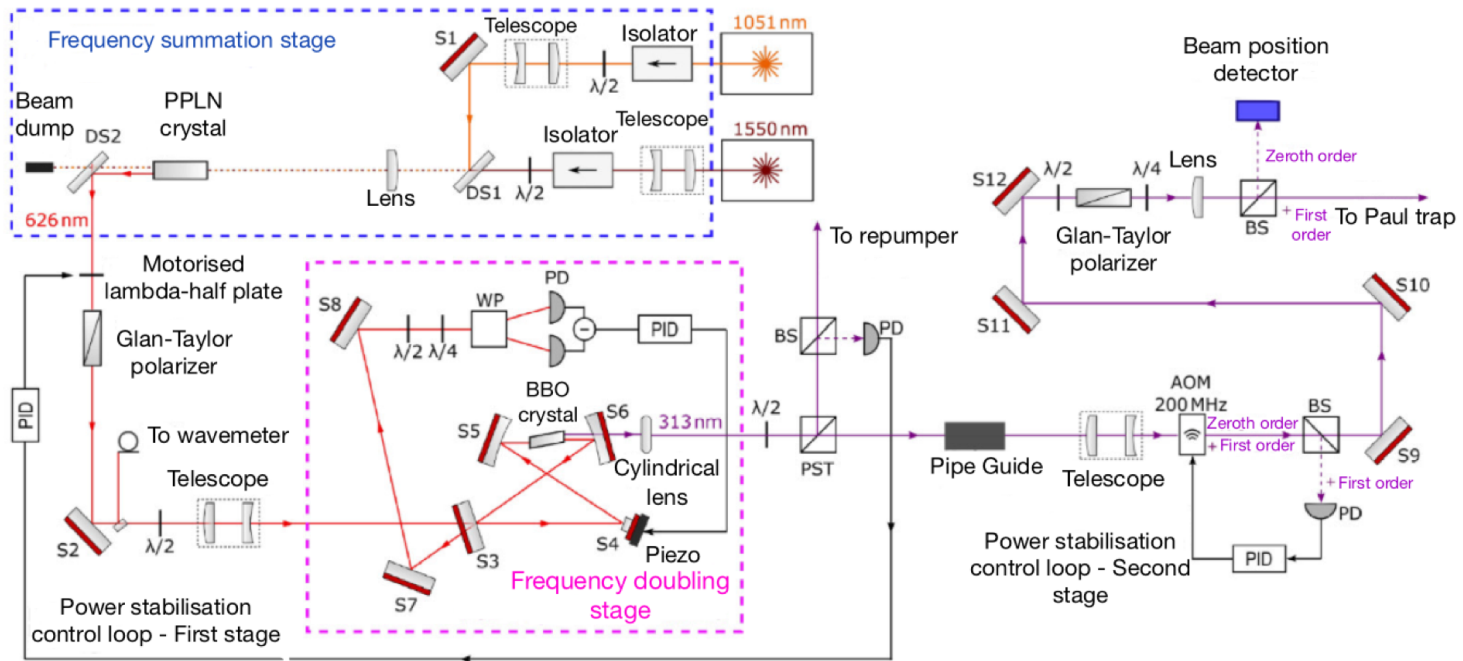 Frequency summation stage
S1
Telescope
Isolator
1051 nm
λ/2
Beam
dump
DS2
PPLN
crystal
Lens
DS1
λ/2
Isolator
Telescope
1550 nm
626 nm
Motorised
lambda-half plate
Glan-Taylor
polarizer
PID
To wavemeter
S2
λ/2
Telescope
Power stabilisation
control loop - First stage
S8
λ/2
λ/4
WP
PD
PID
BBO
crystal
S5
S6
313 nm
Cylindrical
lens
S3
S4
Piezo
S7
Frequency doubling
stage
λ/2
To repumper
BS
PD
PST
Pipe Guide
Telescope
AOM
200 MHz
Zeroth order
+ First order
BS
+ First order
PD
PID
Power stabilisation
control loop - Second
stage
S9
S10
S11
S12
λ/2
λ/4
Glan-Taylor
polarizer
Lens
Beam position
detector
Zeroth order
BS
+ First
order
To Paul trap